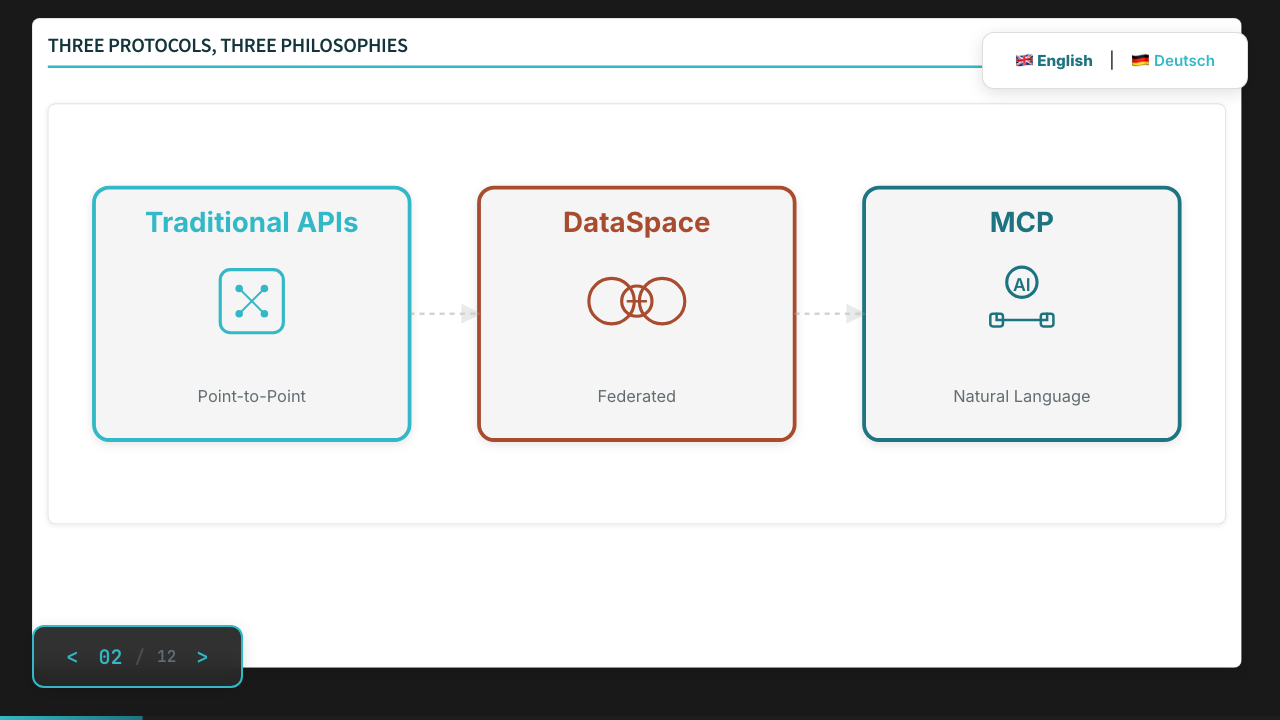 THREE PROTOCOLS, THREE PHILOSOPHIES
🇬🇧 English | 🇩🇪 Deutsch
Traditional APIs
Point-to-Point
DataSpace
Federated
MCP
AI
Natural Language
< 02 / 12 >